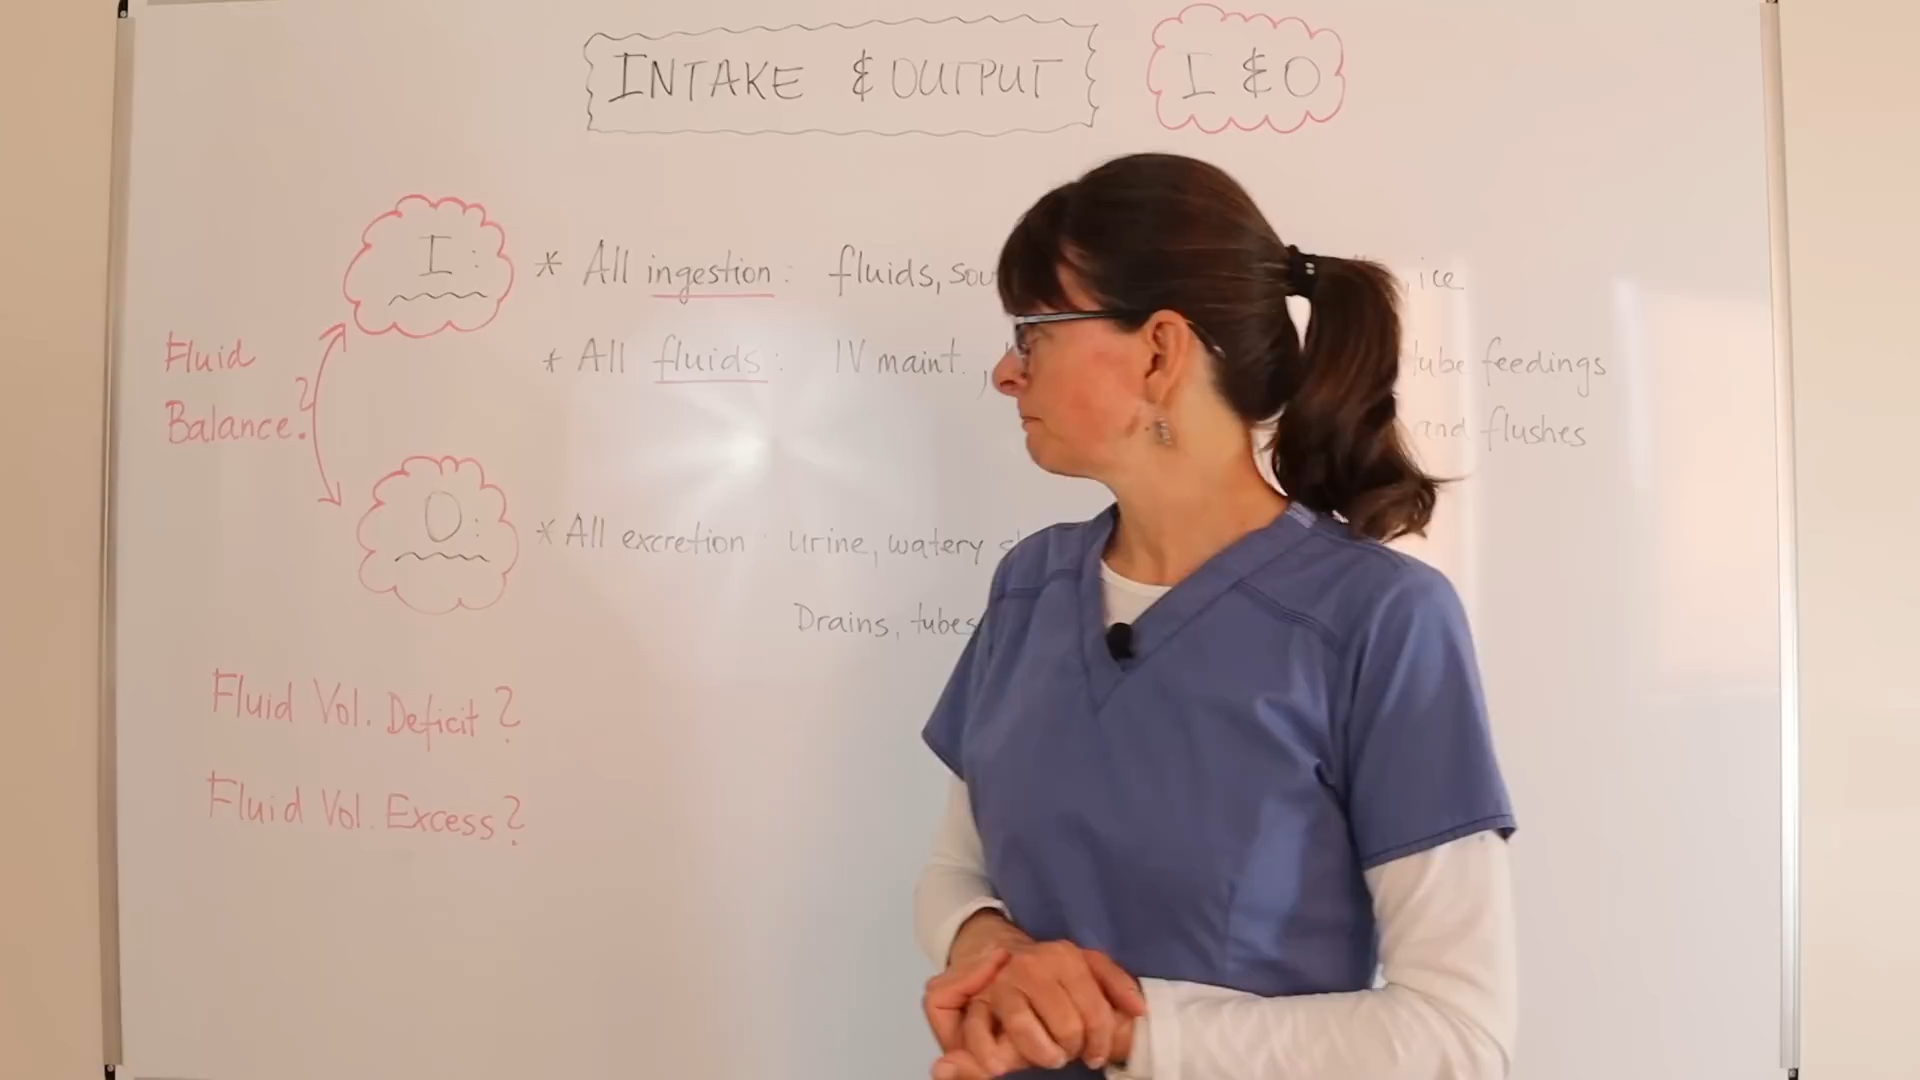 INTAKE & OUTPUT I & O
I: * All ingestion: fluids, , ice
Fluid * All fluids: IV maint., tube feedings
Balance? and flushes
O: * All excretion: urine, watery
Drains, tubes
Fluid Vol. Deficit?
Fluid Vol. Excess?